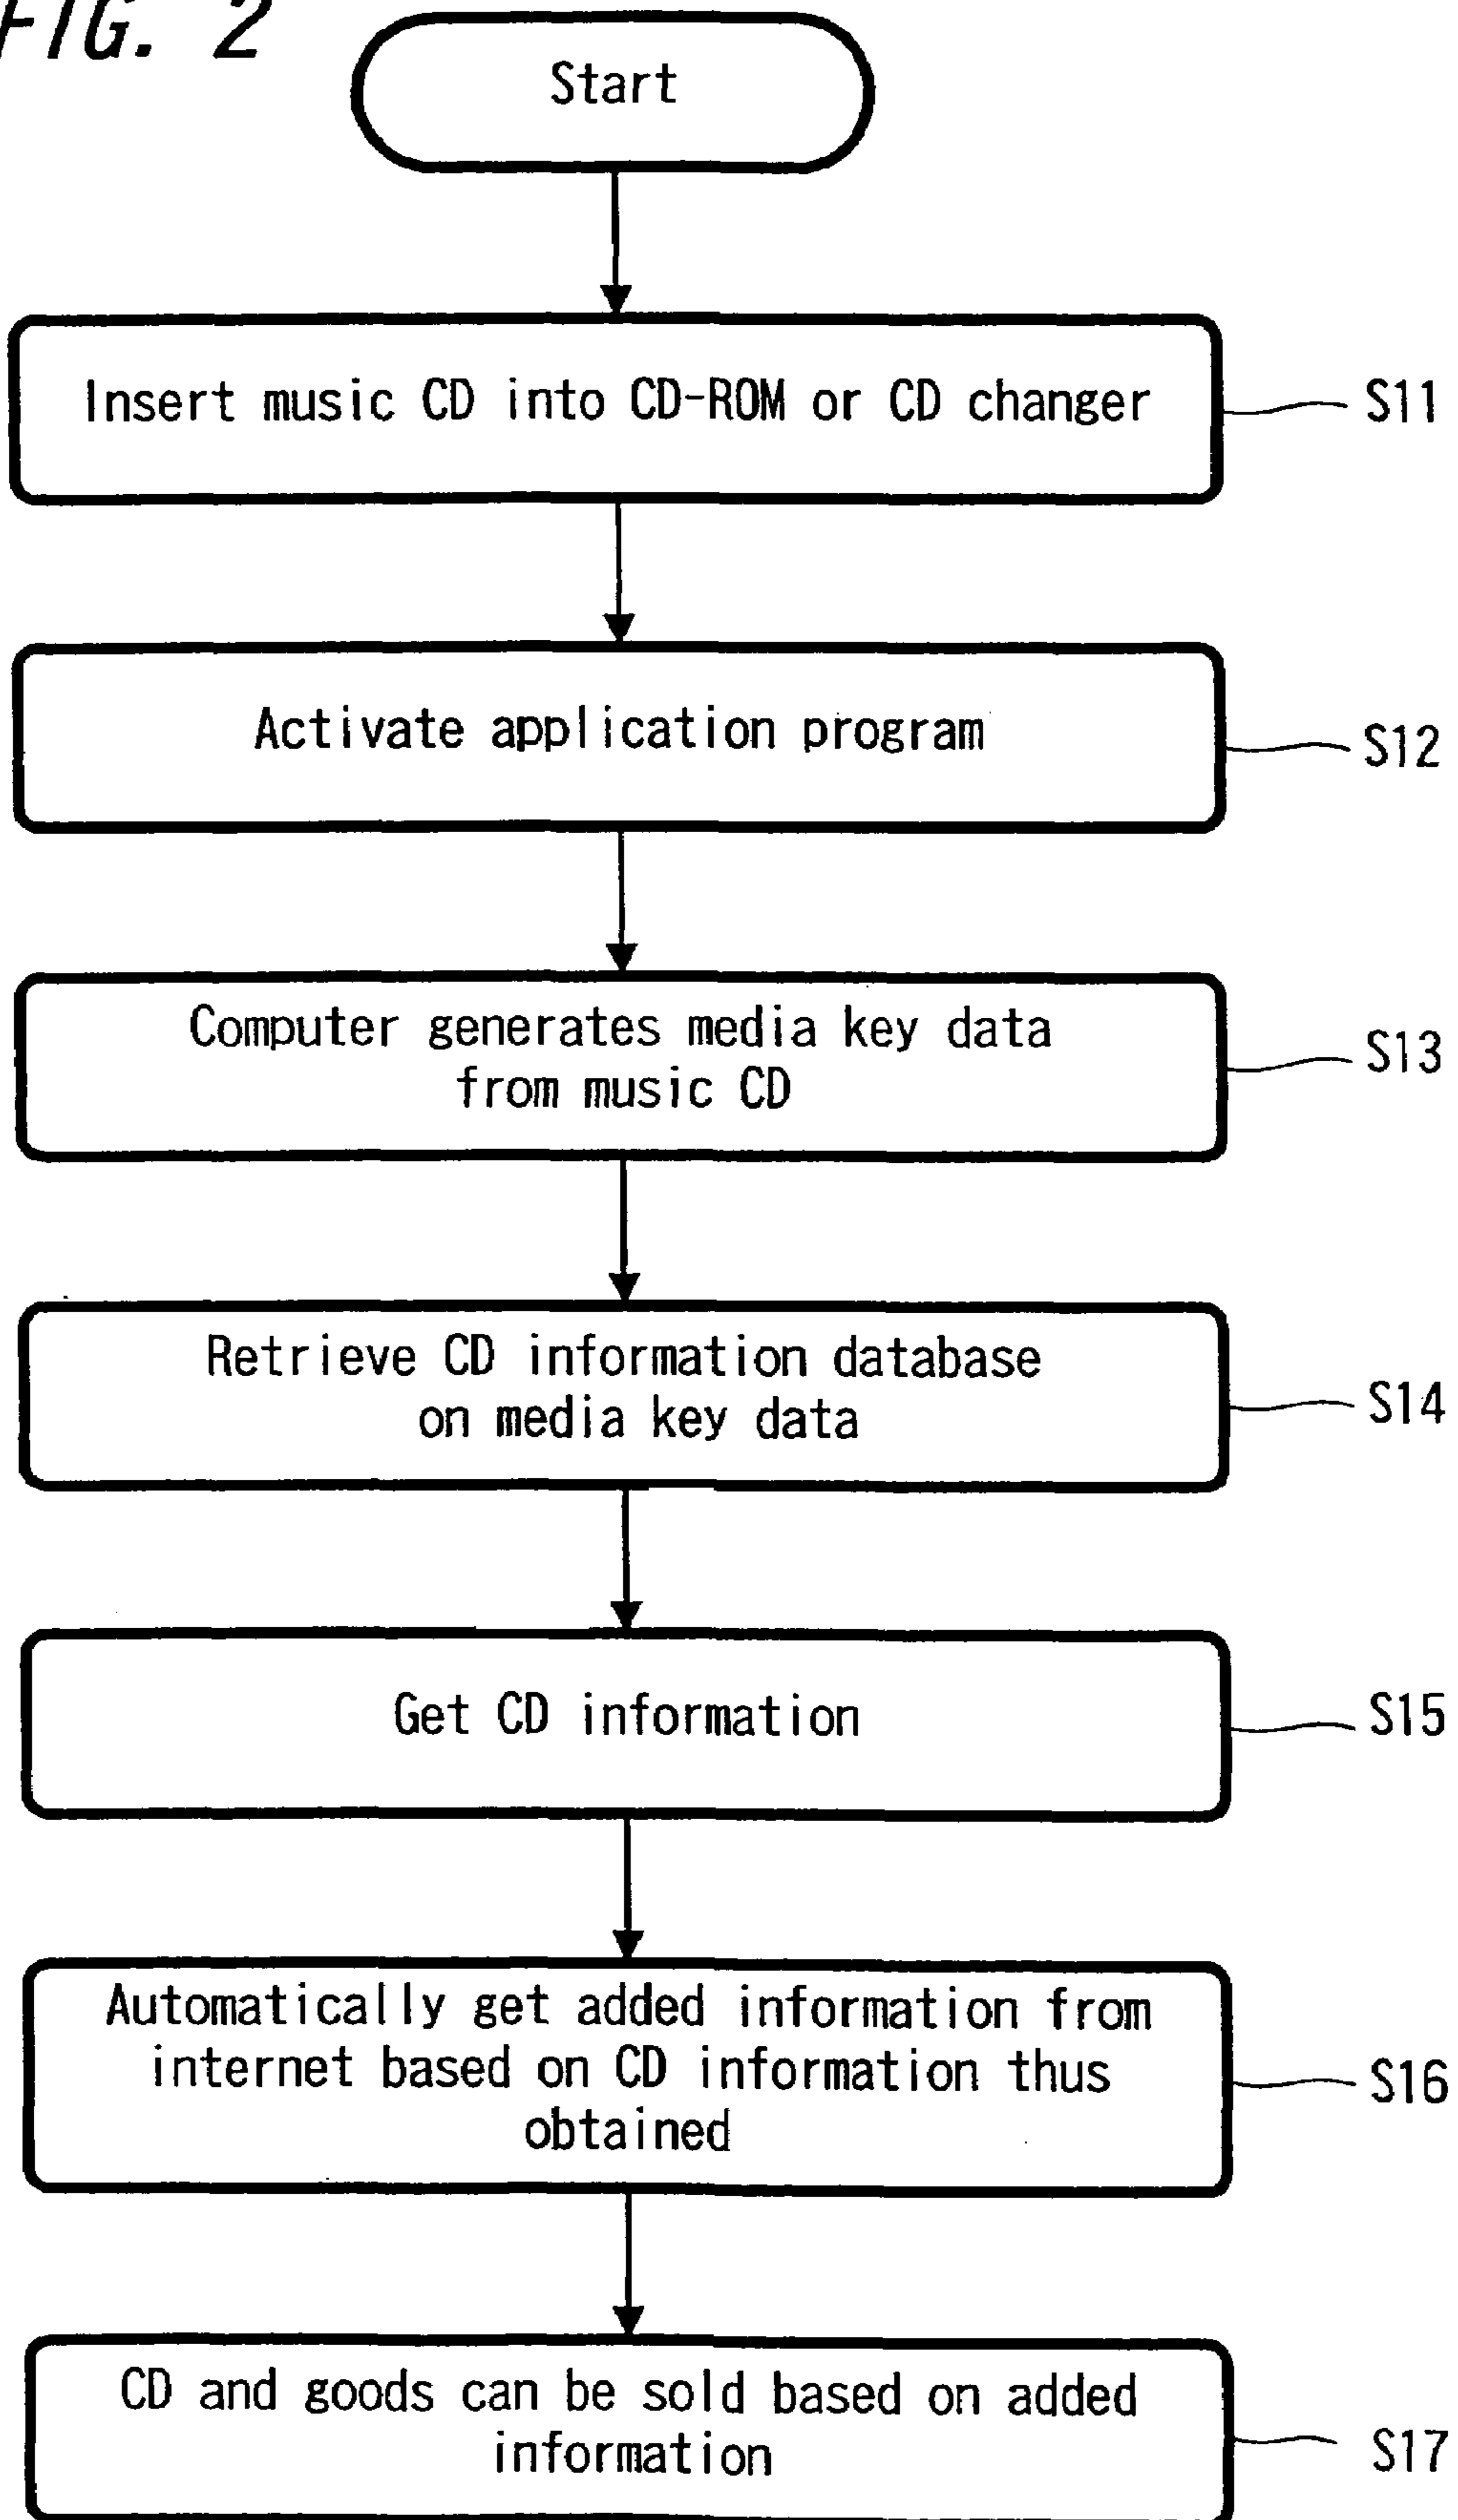 FIG. 2
Start
Insert music CD into CD-ROM or CD changer
S11
Activate application program
S12
Computer generates media key data
from music CD
S13
Retrieve CD information database
on media key data
S14
Get CD information
S15
Automatically get added information from
internet based on CD information thus
obtained
S16
CD and goods can be sold based on added
information
S17